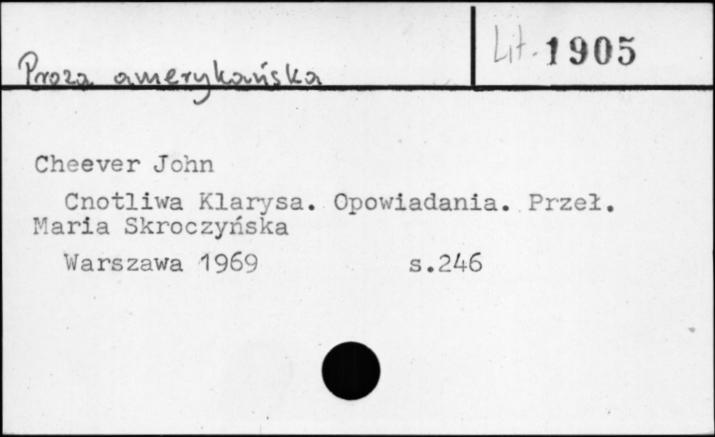 Proza amerykańska
Lit. 1905
Cheever John
Cnotliwa Klarysa. Opowiadania. Przeł.
Maria Skroczyńska
Warszawa 1969 s.246